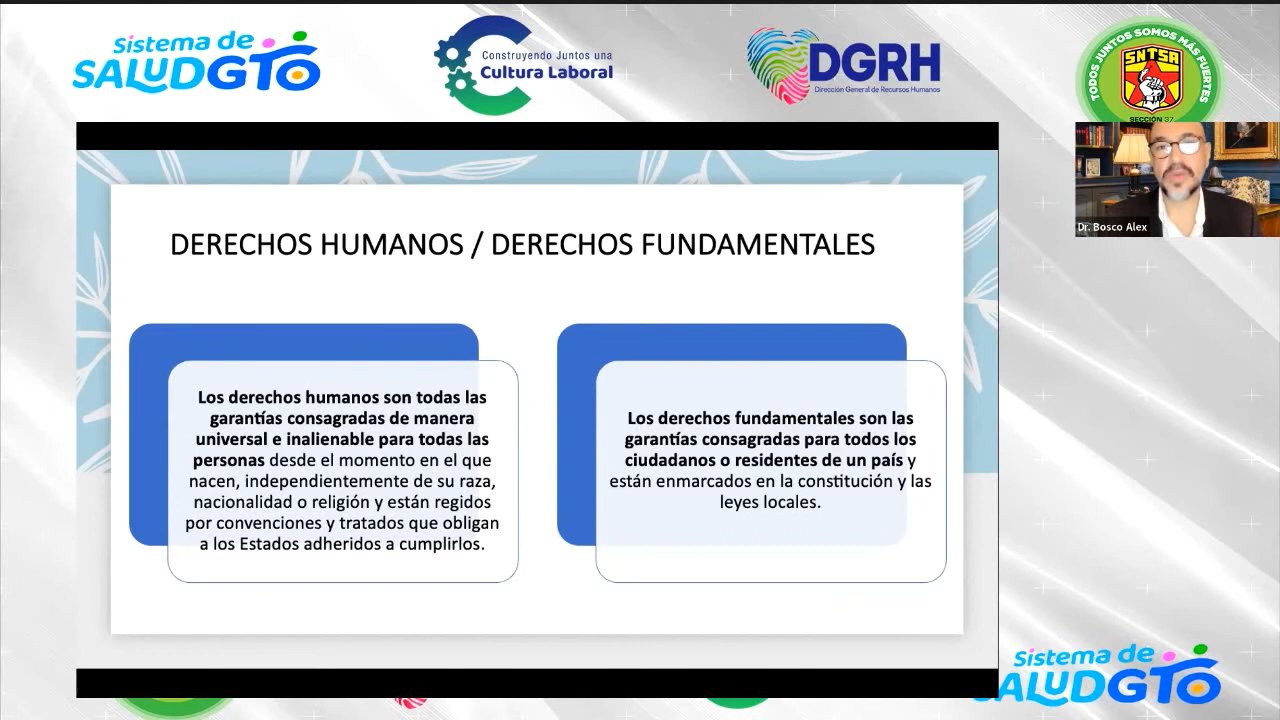 Sistema de
SALUDGTO
Construyendo Juntos una
Cultura Laboral
DGRH
Dirección General de Recursos Humanos
TODOS JUNTOS SOMOS MÁS FUERTES
SNTSA
SECCIÓN 37
Dr. Bosco Alex
DERECHOS HUMANOS / DERECHOS FUNDAMENTALES
Los derechos humanos son todas las
garantías consagradas de manera
universal e inalienable para todas las
personas desde el momento en el que
nacen, independientemente de su raza,
nacionalidad o religión y están regidos
por convenciones y tratados que obligan
a los Estados adheridos a cumplirlos.
Los derechos fundamentales son las
garantías consagradas para todos los
ciudadanos o residentes de un país y
están enmarcados en la constitución y las
leyes locales.
Sistema de
SALUDGTO